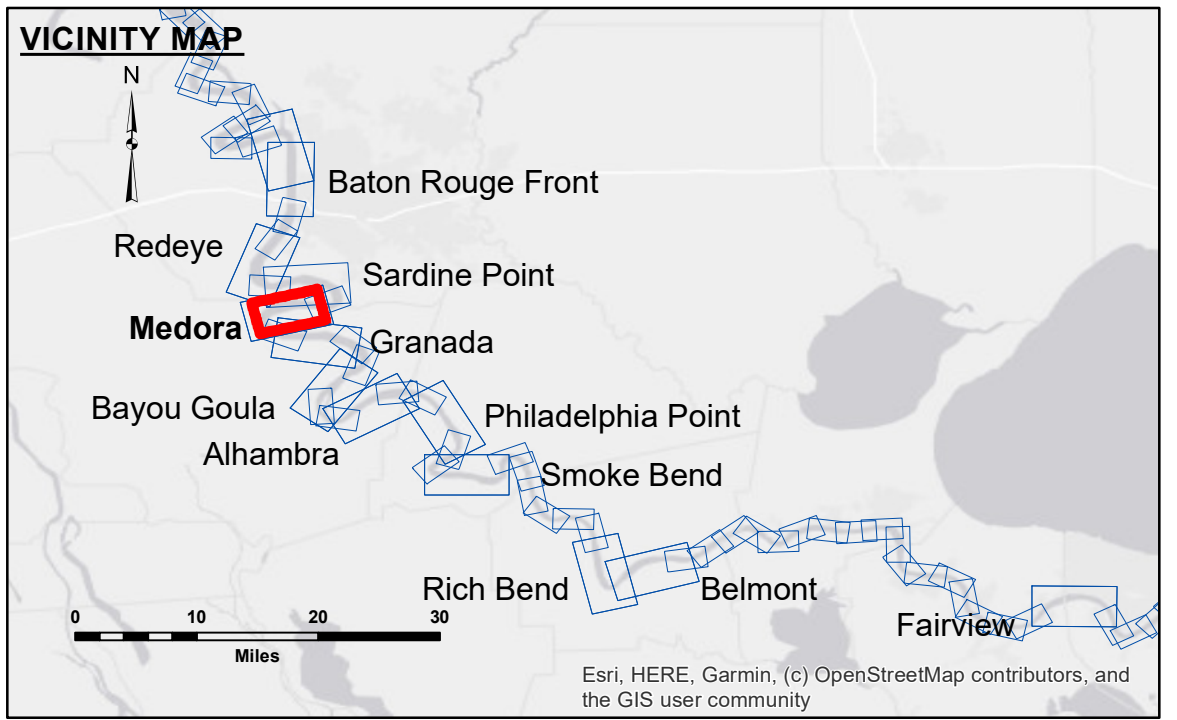 VICINITY MAP
N
Baton Rouge Front
Redeye
Sardine Point
Medora
Granada
Bayou Goula
Philadelphia Point
Alhambra
Smoke Bend
Rich Bend
Belmont
Fairview
0 10 20 30
Miles
Esri, HERE, Garmin, (c) OpenStreetMap contributors, and
the GIS user community